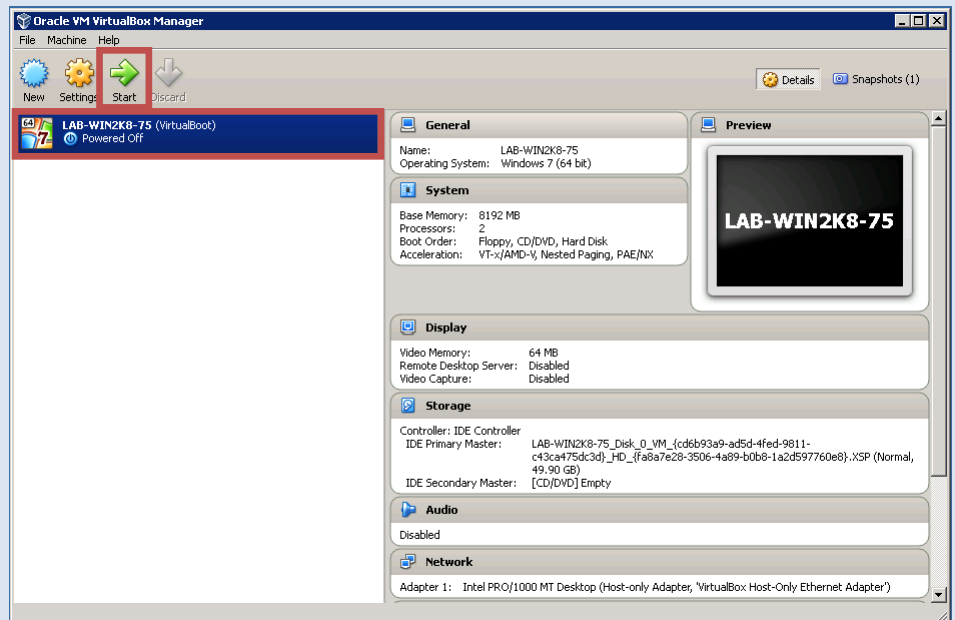 Oracle VM VirtualBox Manager
File Machine Help
New Settings Start Discard
Details Snapshots (1)
64
7
LAB-WIN2K8-75 (VirtualBoot)
Powered Off
General
Name: LAB-WIN2K8-75
Operating System: Windows 7 (64 bit)
System
Base Memory: 8192 MB
Processors: 2
Boot Order: Floppy, CD/DVD, Hard Disk
Acceleration: VT-x/AMD-V, Nested Paging, PAE/NX
Preview
LAB-WIN2K8-75
Display
Video Memory: 64 MB
Remote Desktop Server: Disabled
Video Capture: Disabled
Storage
Controller: IDE Controller
IDE Primary Master: LAB-WIN2K8-75_Disk_0_VM_{cd6b93a9-ad5d-4fed-9811-
c43ca475dc3d}_HD_{fa8a7e28-3506-4a89-b0b8-1a2d597760e8}.XSP (Normal,
49.90 GB)
IDE Secondary Master: [CD/DVD] Empty
Audio
Disabled
Network
Adapter 1: Intel PRO/1000 MT Desktop (Host-only Adapter, 'VirtualBox Host-Only Ethernet Adapter')